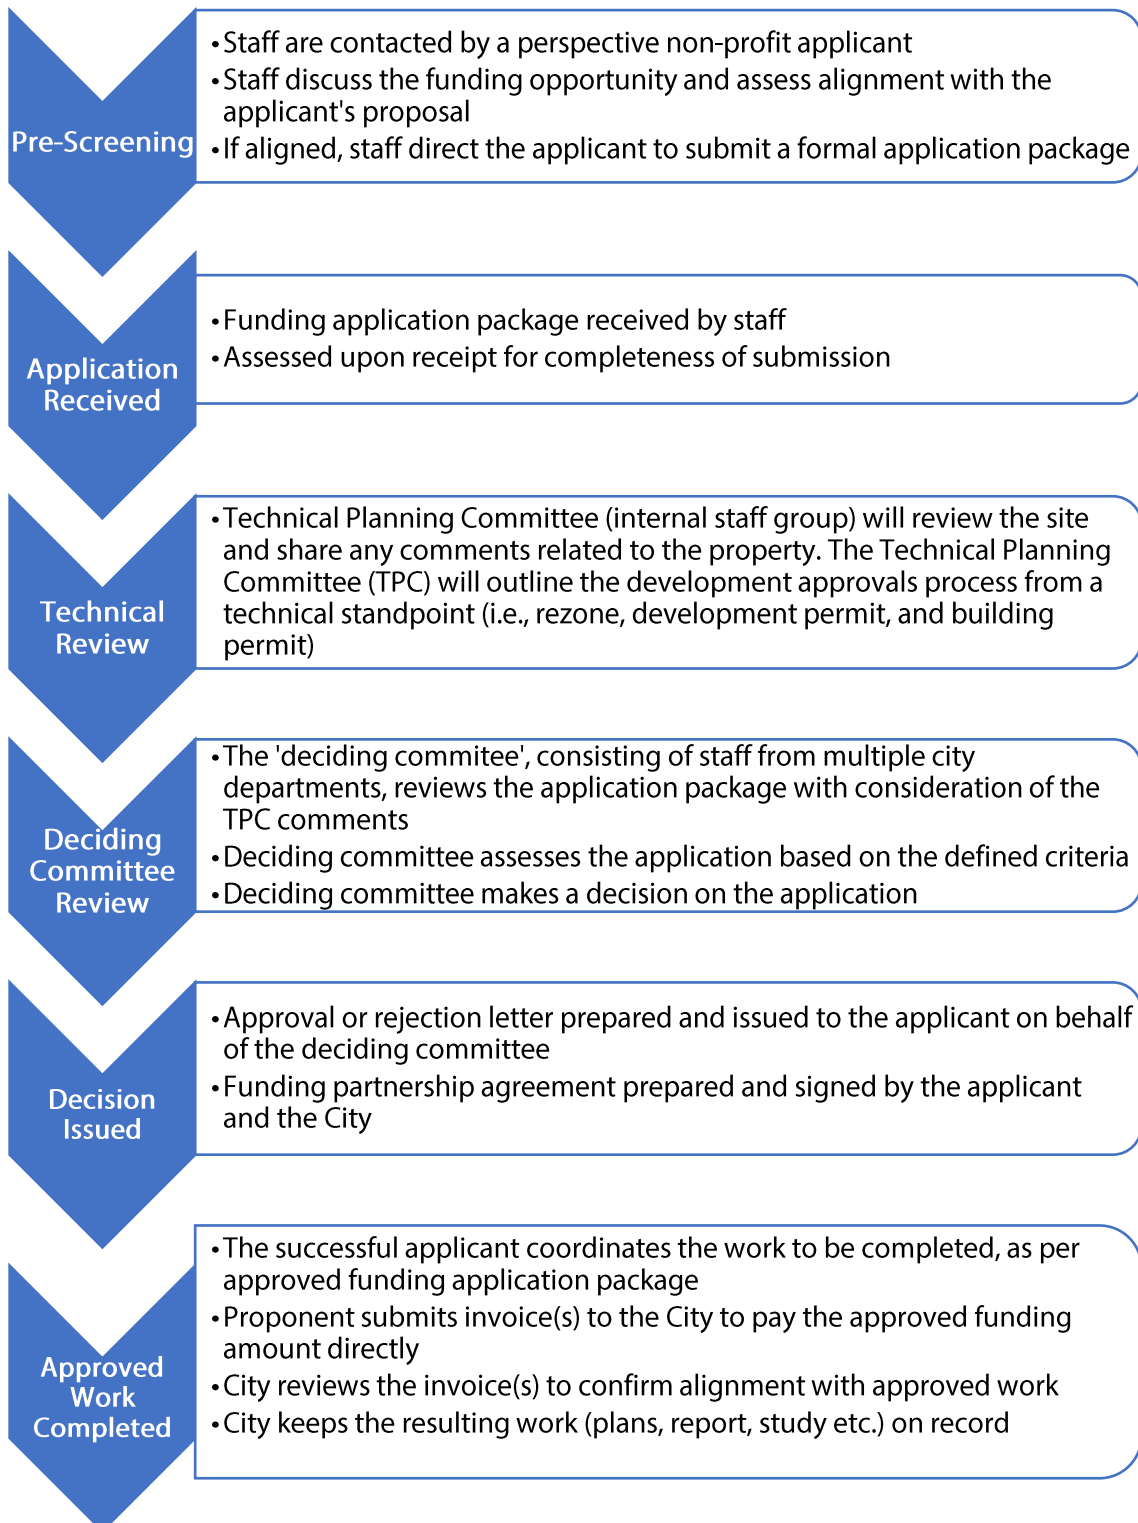 Pre-Screening
•Staff are contacted by a perspective non-profit applicant
•Staff discuss the funding opportunity and assess alignment with the
applicant's proposal
•If aligned, staff direct the applicant to submit a formal application package
Application
Received
•Funding application package received by staff
•Assessed upon receipt for completeness of submission
Technical
Review
•Technical Planning Committee (internal staff group) will review the site
and share any comments related to the property. The Technical Planning
Committee (TPC) will outline the development approvals process from a
technical standpoint (i.e., rezone, development permit, and building
permit)
Deciding
Committee
Review
•The 'deciding commitee', consisting of staff from multiple city
departments, reviews the application package with consideration of the
TPC comments
•Deciding committee assesses the application based on the defined criteria
•Deciding committee makes a decision on the application
Decision
Issued
•Approval or rejection letter prepared and issued to the applicant on behalf
of the deciding committee
•Funding partnership agreement prepared and signed by the applicant
and the City
Approved
Work
Completed
•The successful applicant coordinates the work to be completed, as per
approved funding application package
•Proponent submits invoice(s) to the City to pay the approved funding
amount directly
•City reviews the invoice(s) to confirm alignment with approved work
•City keeps the resulting work (plans, report, study etc.) on record